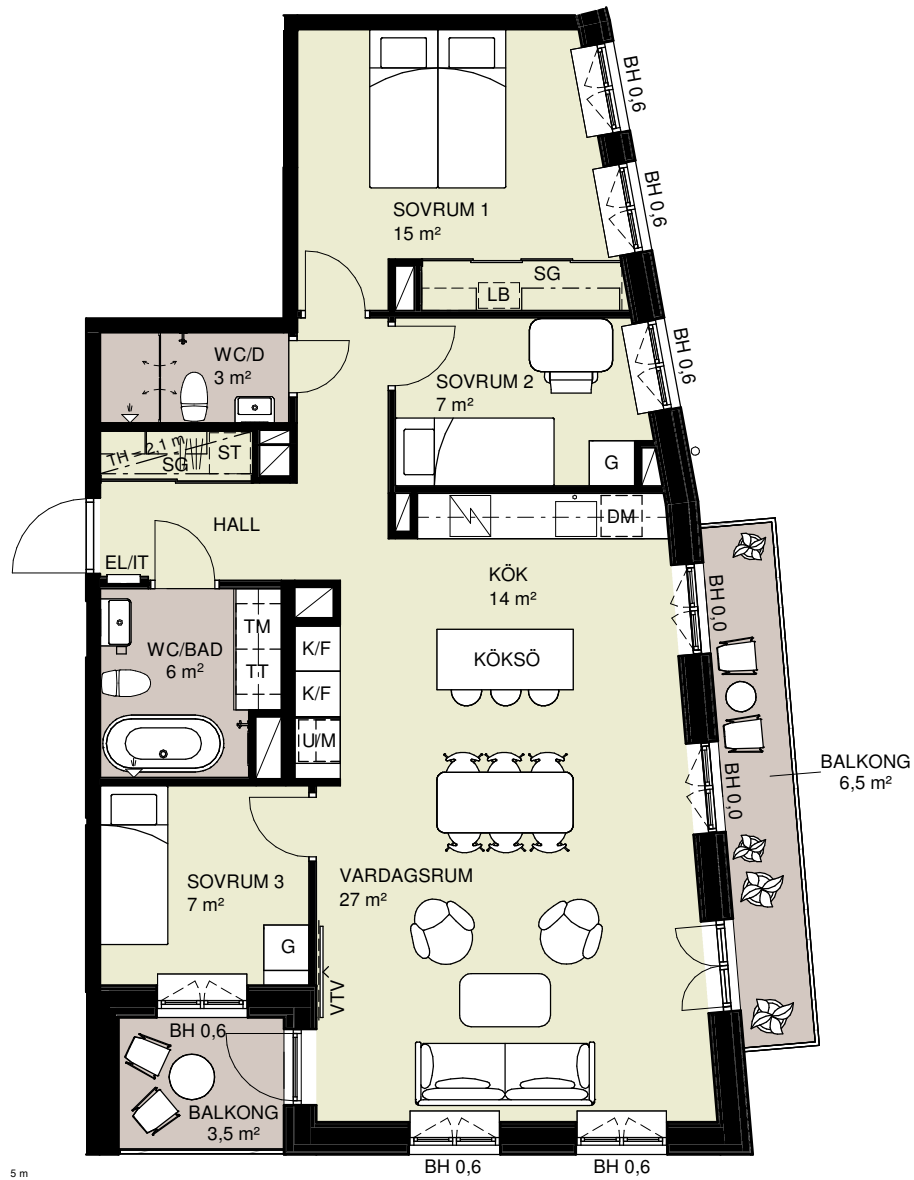 BH 0,6
BH 0,6
SOVRUM 1
15 m²
SG
LB
BH 0,6
WC/D
3 m²
SOVRUM 2
7 m²
TH = 2,1 m
SG
ST
G
HALL
DM
EL/IT
KÖK
14 m²
BH 0,0
TM
WC/BAD
6 m²
TT
K/F
K/F
U/M
KÖKSÖ
BH 0,0
BALKONG
6,5 m²
SOVRUM 3
7 m²
VARDAGSRUM
27 m²
G
VTV
BH 0,6
BALKONG
3,5 m²
BH 0,6
BH 0,6
5 m